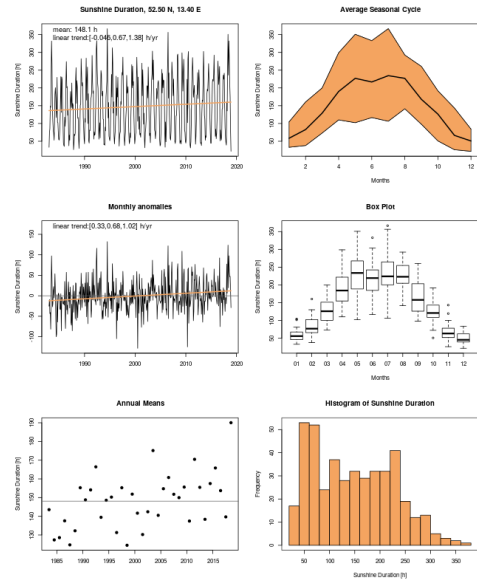 Sunshine Duration, 52.50 N, 13.40 E
mean: 148.1 h
linear trend:[-0.046,0.67,1.38] h/yr
Sunshine Duration [h]
50 100 150 200 250 300 350
1990 2000 2010 2020
Average Seasonal Cycle
Sunshine Duration [h]
50 100 150 200 250 300 350
2 4 6 8 10 12
Months
Monthly anomalies
linear trend:[0.33,0.68,1.02] h/yr
Sunshine Duration [h]
-100 -50 0 50 100 150
1990 2000 2010 2020
Box Plot
Sunshine Duration [h]
50 100 150 200 250 300 350
01 02 03 04 05 06 07 08 09 10 11 12
Months
Annual Means
Sunshine Duration [h]
130 140 150 160 170 180 190
1985 1990 1995 2000 2005 2010 2015
Histogram of Sunshine Duration
Frequency
0 10 20 30 40 50
50 150 250 350
Sunshine Duration [h]